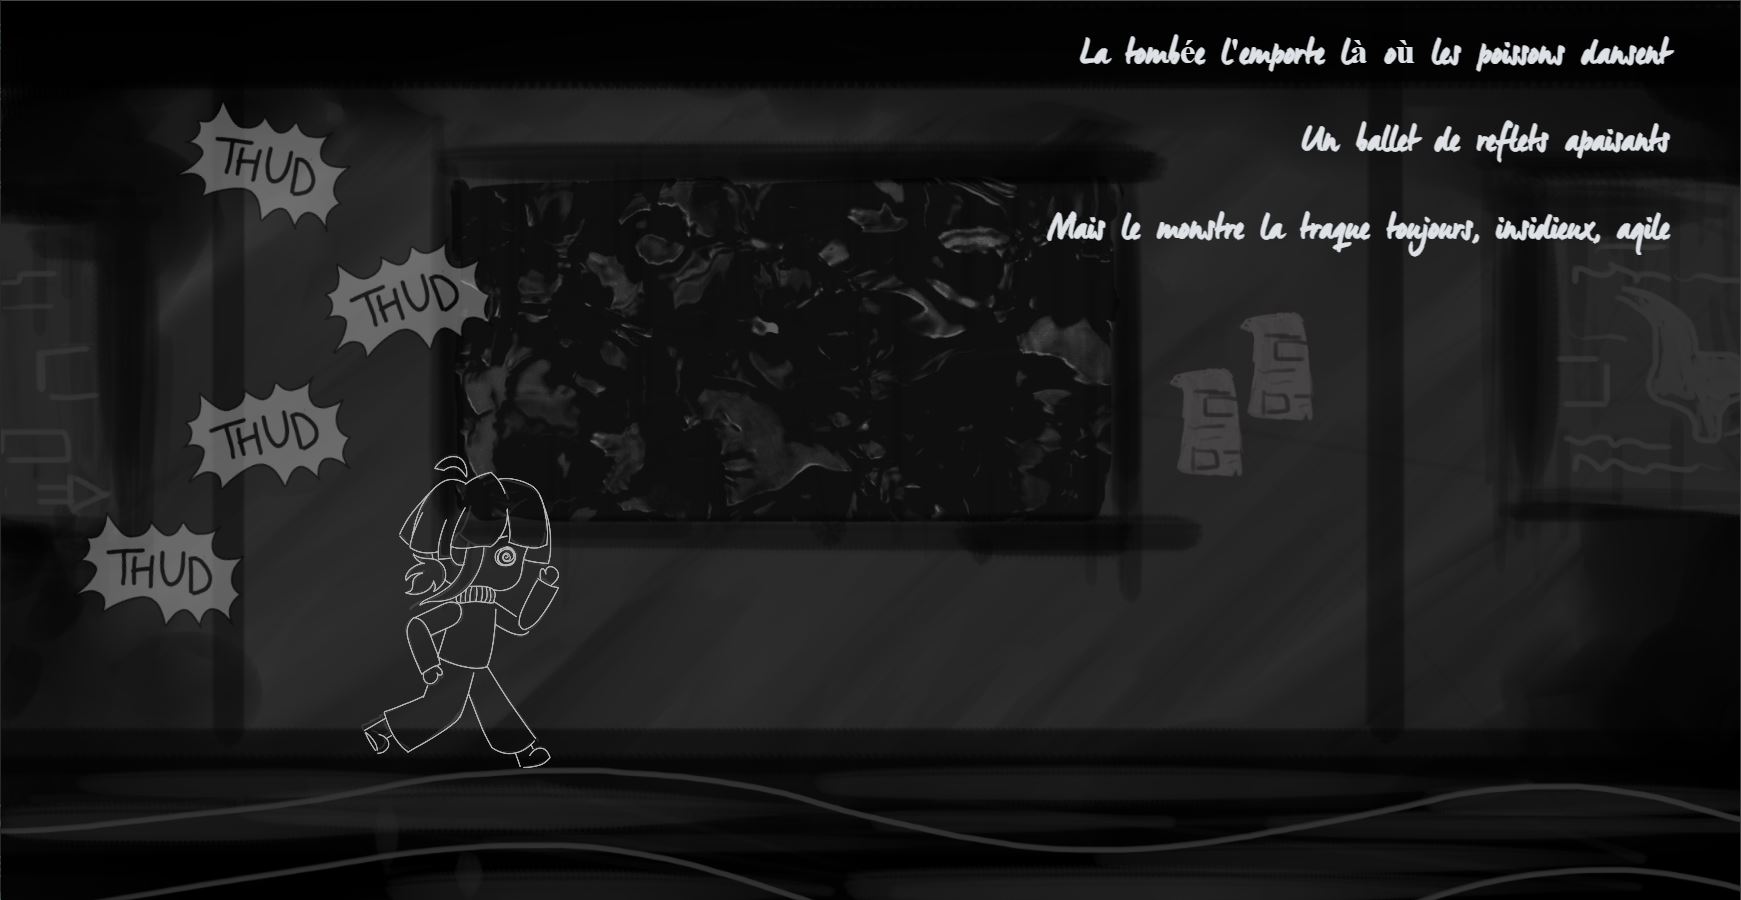 La tombée l'emporte là où les poissons dansent
Un ballet de reflets apaisants
Mais le monstre la traque toujours, insidieux, agile
THUD
THUD
THUD
THUD